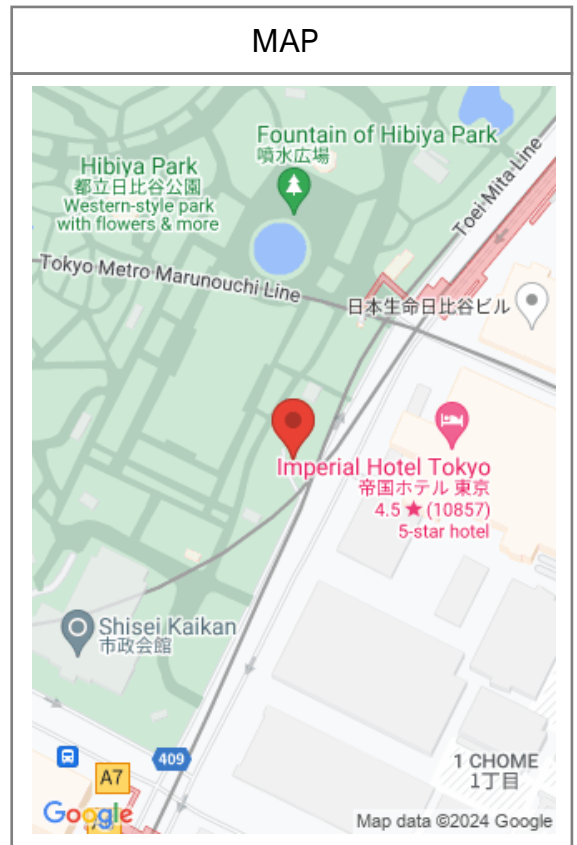 MAP
Fountain of Hibiya Park
噴水広場
Hibiya Park
都立日比谷公園
Western-style park
with flowers & more
Toei Mita Line
Tokyo Metro Marunouchi Line
日本生命日比谷ビル
Imperial Hotel Tokyo
帝国ホテル 東京
4.5 ★ (10857)
5-star hotel
Shisei Kaikan
市政会館
409
A7
1 CHOME
1丁目
Google
Map data ©2024 Google